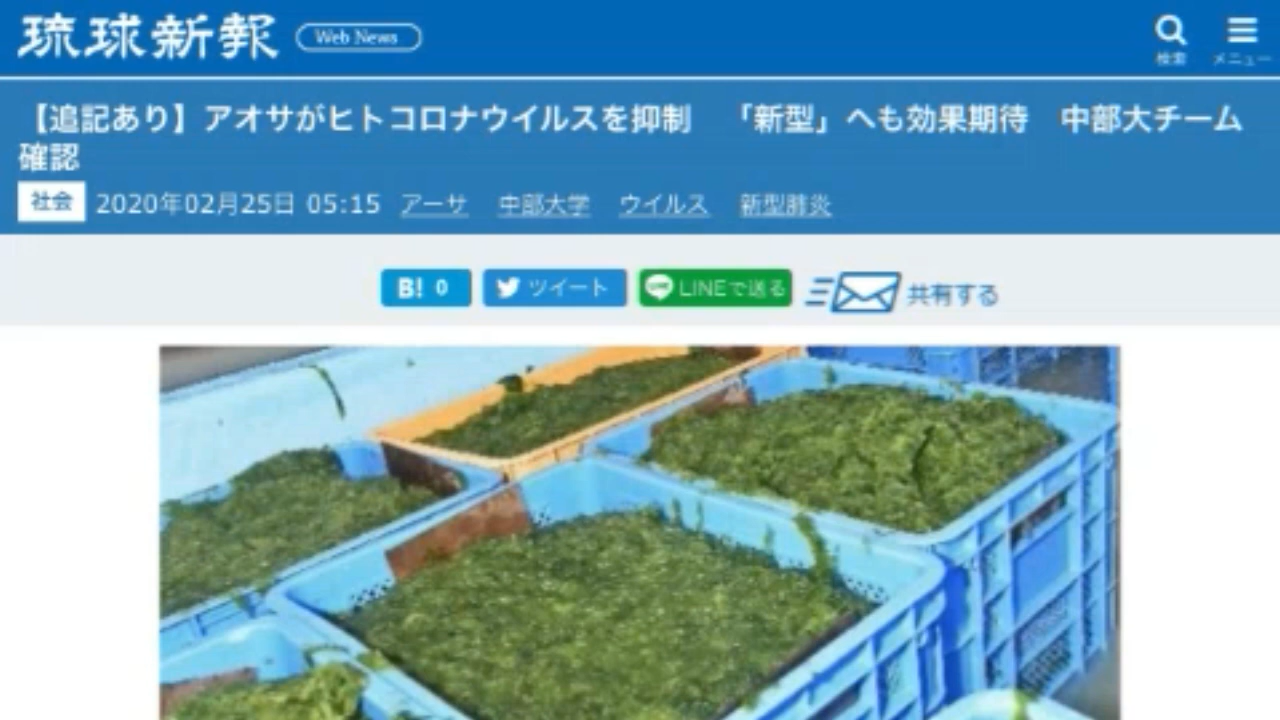 琉球新報 Web News
検索 メニュー
【追記あり】アオサがヒトコロナウイルスを抑制　「新型」へも効果期待　中部大チーム
確認
社会 2020年02月25日 05:15 アーサ 中部大学 ウイルス 新型肺炎
B! 0 ツイート LINEで送る 共有する